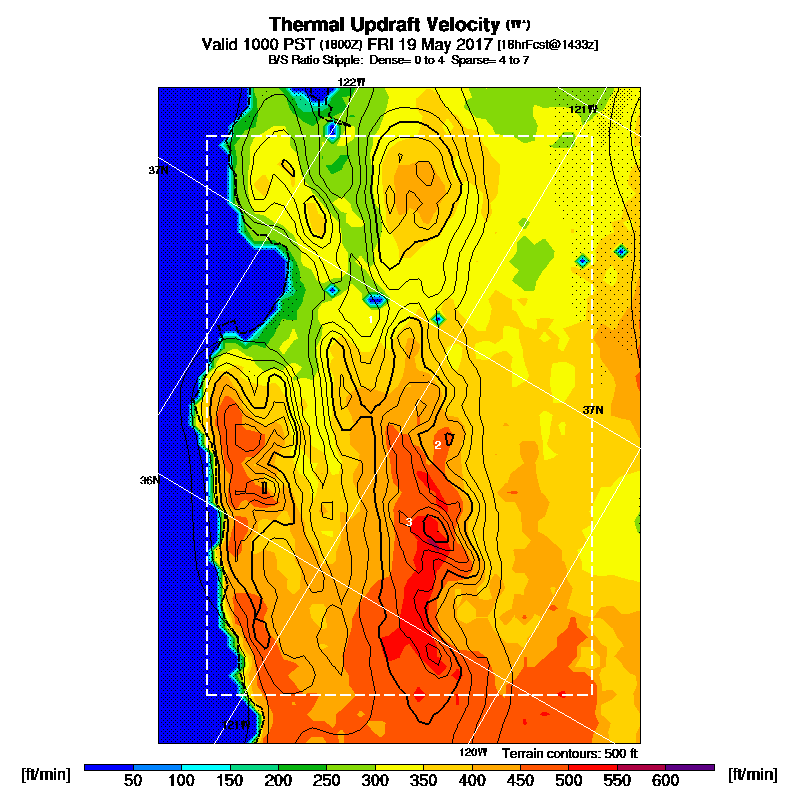 Thermal Updraft Velocity (W*)
Valid 1000 PST (1800Z) FRI 19 May 2017 [18hrFcst@1433z]
B/S Ratio Stipple: Dense= 0 to 4 Sparse= 4 to 7
122W
121W
37N
37N
2
36N
3
121W
120W
Terrain contours: 500 ft
[ft/min] 50 100 150 200 250 300 350 400 450 500 550 600 [ft/min]